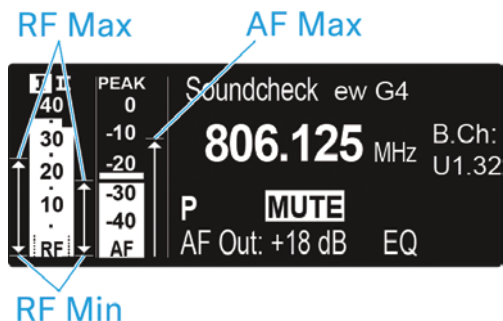 RF Max
AF Max
I II
PEAK
Soundcheck ew G4
40
30
20
10
RF
0
-10
-20
-30
-40
AF
806.125 MHz
B.Ch:
U1.32
P MUTE
AF Out: +18 dB EQ
RF Min